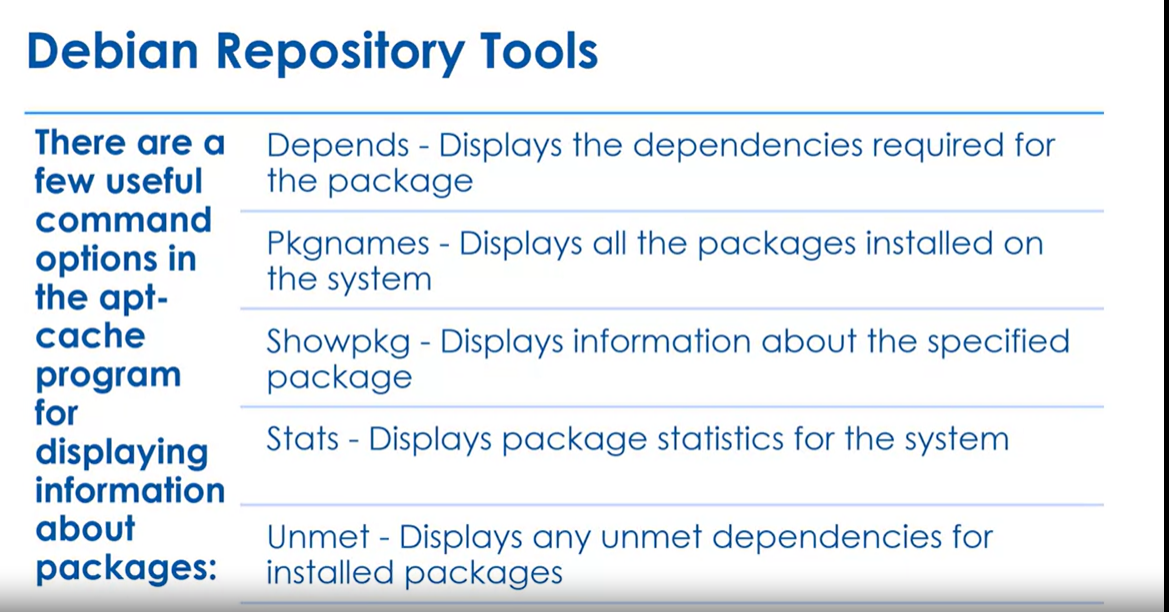 Debian Repository Tools
There are a
few useful
command
options in
the apt-
cache
program
for
displaying
information
about
packages:
Depends - Displays the dependencies required for
the package
Pkgnames - Displays all the packages installed on
the system
Showpkg - Displays information about the specified
package
Stats - Displays package statistics for the system
Unmet - Displays any unmet dependencies for
installed packages